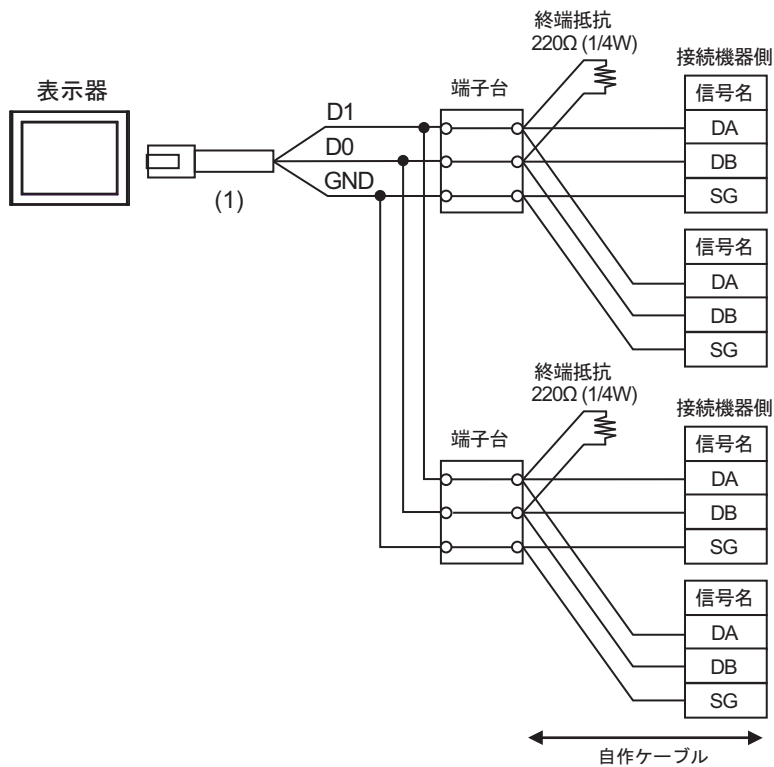 終端抵抗
220Ω (1/4W)
接続機器側
表示器
端子台
信号名
D1
DA
D0
DB
GND
SG
(1)
信号名
DA
DB
SG
終端抵抗
220Ω (1/4W)
接続機器側
端子台
信号名
DA
DB
SG
信号名
DA
DB
SG
自作ケーブル